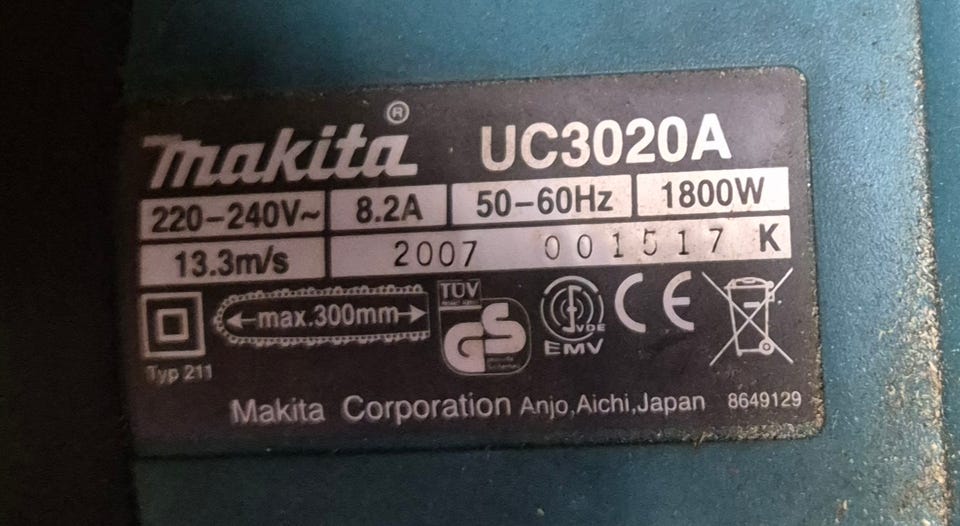 makita® UC3020A
220-240V~ 8.2A 50-60Hz 1800W
13.3m/s 2007 001517 K
max.300mm
TÜV
GS
VDE
EMV
CE
Typ 211
Makita Corporation Anjo,Aichi,Japan 8649129